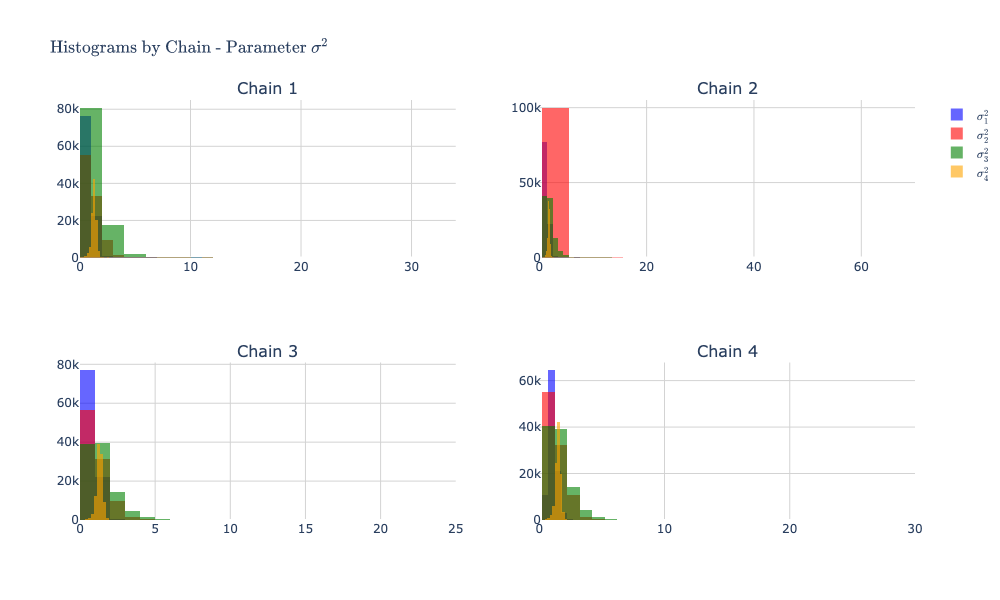 Histograms by Chain - Parameter σ²
Chain 1
80k
60k
40k
20k
0
0 10 20 30
Chain 2
100k
50k
0
0 20 40 60
σ²₁
σ²₂
σ²₃
σ²₄
Chain 3
80k
60k
40k
20k
0
0 5 10 15 20 25
Chain 4
60k
40k
20k
0
0 10 20 30